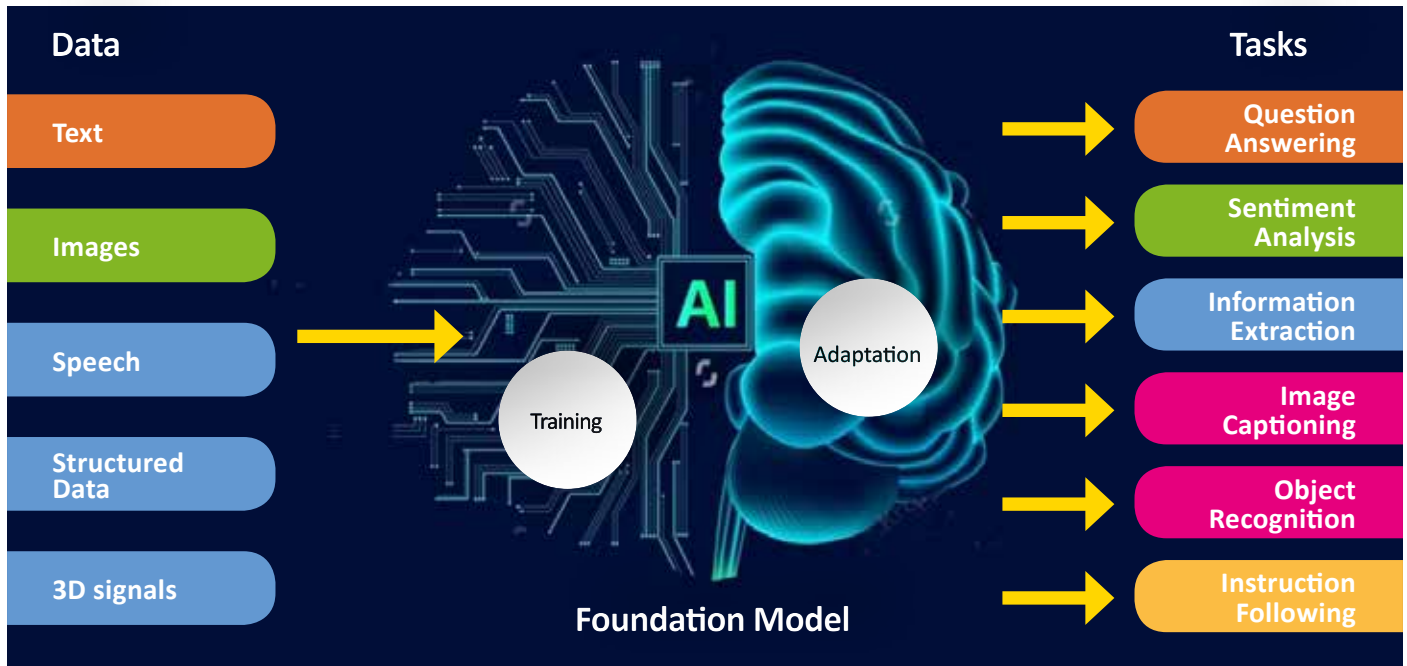 Data
Text
Images
Speech
Structured
Data
3D signals
AI
Training
Adaptation
Foundation Model
Tasks
Question
Answering
Sentiment
Analysis
Information
Extraction
Image
Captioning
Object
Recognition
Instruction
Following